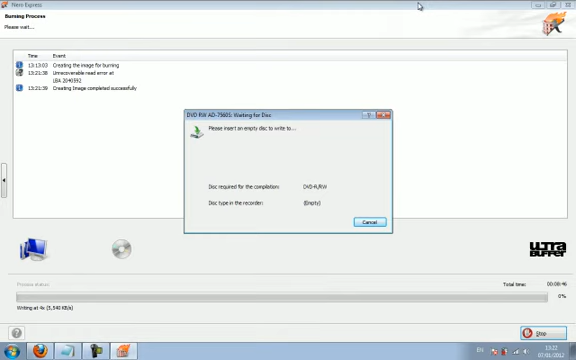 Nero Express
Burning Process
Please wait...
Time Event
13:13:03 Creating the image for burning
13:21:38 Unrecoverable read error at
LBA 2040592
13:21:39 Creating Image completed successfully
DVD RW AD-7560S: Waiting for Disc
Please insert an empty disc to write to...
Disc required for the compilation: DVD-R/RW
Disc type in the recorder: (Empty)
Cancel
ULTRA
BUFFER
Process status: Total time: 00:08:46
0%
Writing at 4x (5,540 KB/s)
Stop
EN
13:22
07/01/2012